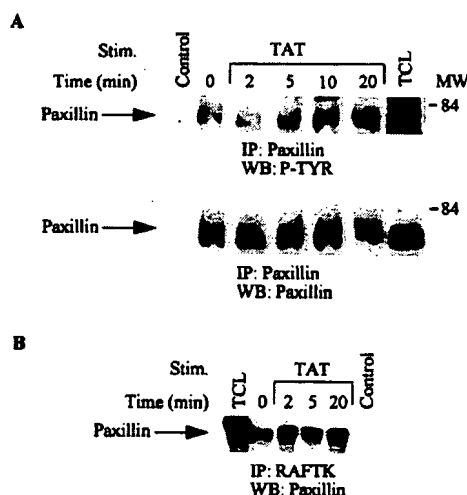 A
Stim. Control TAT TCL
Time (min) 0 2 5 10 20 MW
Paxillin -84
IP: Paxillin
WB: P-TYR
-84
Paxillin
IP: Paxillin
WB: Paxillin
B
Stim. TCL TAT Control
Time (min) 0 2 5 20
Paxillin
IP: RAFTK
WB: Paxillin